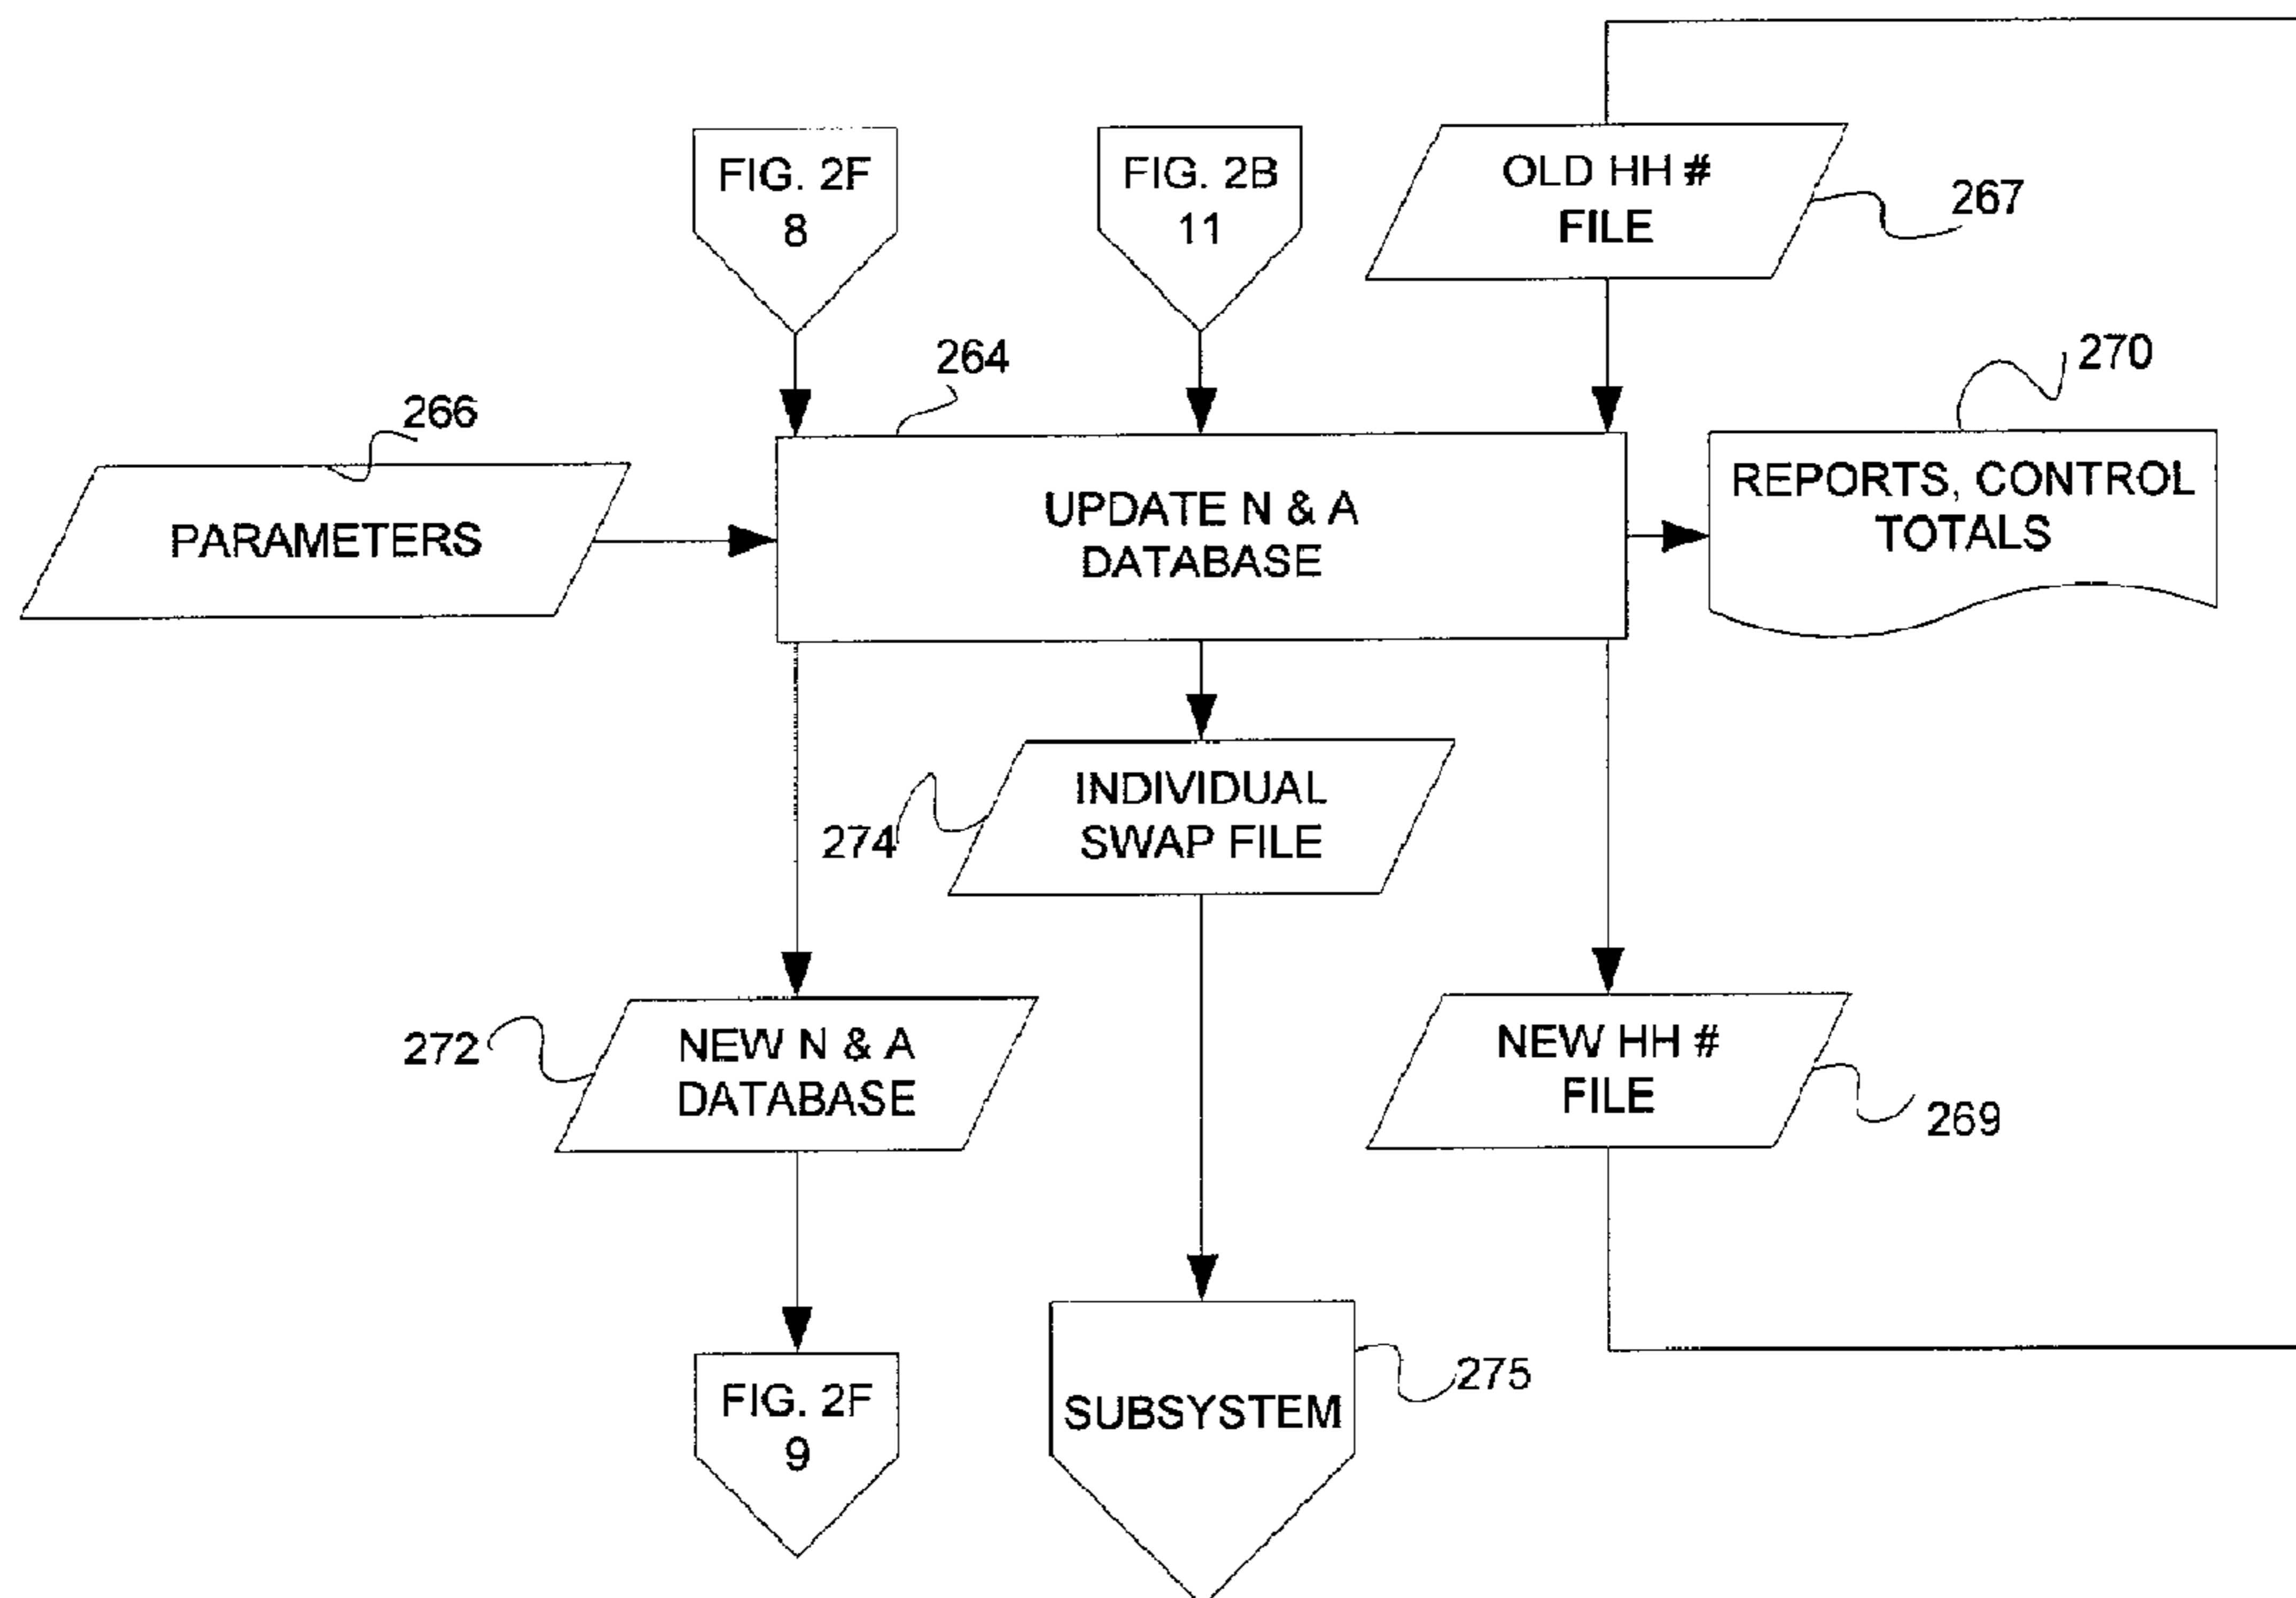 FIG. 2F
8
FIG. 2B
11
OLD HH #
FILE
267
264
270
266
PARAMETERS
UPDATE N & A
DATABASE
REPORTS, CONTROL
TOTALS
INDIVIDUAL
SWAP FILE
274
272
NEW N & A
DATABASE
NEW HH #
FILE
269
FIG. 2F
9
SUBSYSTEM
275